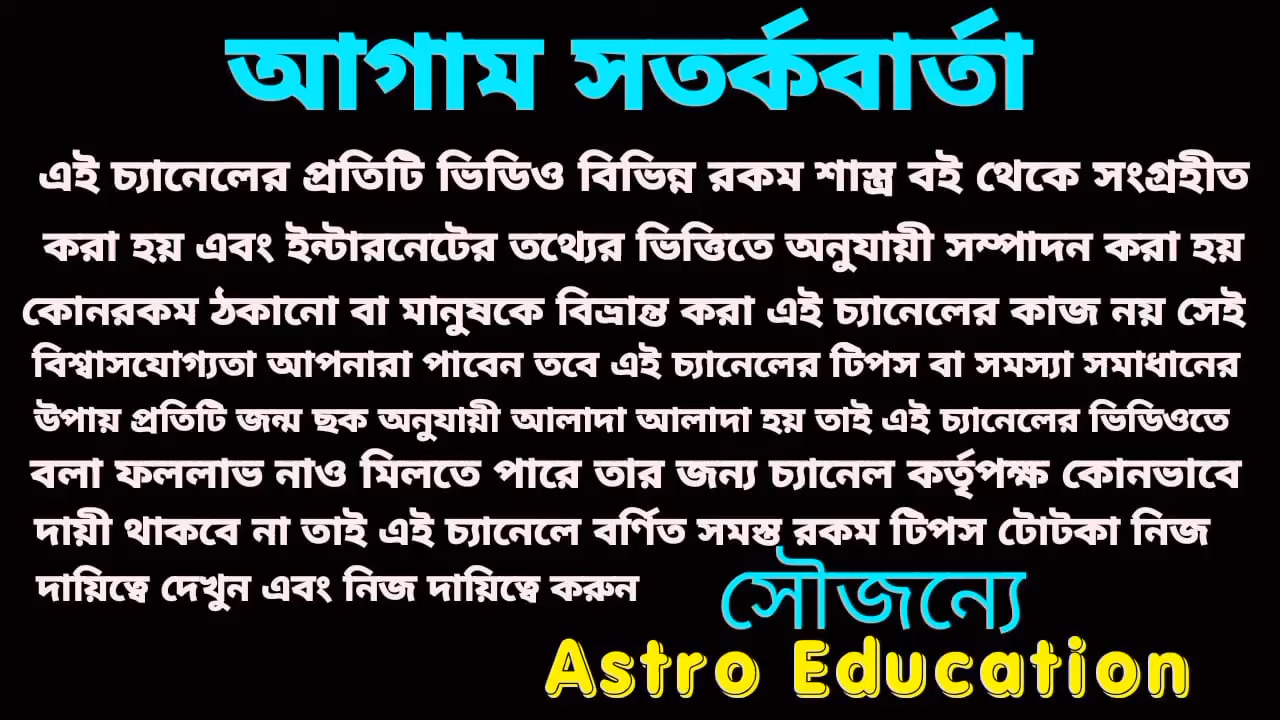 আগাম সতর্কবার্তা
এই চ্যানেলের প্রতিটি ভিডিও বিভিন্ন রকম শাস্ত্র বই থেকে সংগ্রহীত
করা হয় এবং ইন্টারনেটের তথ্যের ভিত্তিতে অনুযায়ী সম্পাদন করা হয়
কোনরকম ঠকানো বা মানুষকে বিভ্রান্ত করা এই চ্যানেলের কাজ নয় সেই
বিশ্বাসযোগ্যতা আপনারা পাবেন তবে এই চ্যানেলের টিপস বা সমস্যা সমাধানের
উপায় প্রতিটি জন্ম ছক অনুযায়ী আলাদা আলাদা হয় তাই এই চ্যানেলের ভিডিওতে
বলা ফললাভ নাও মিলতে পারে তার জন্য চ্যানেল কর্তৃপক্ষ কোনভাবে
দায়ী থাকবে না তাই এই চ্যানেলে বর্ণিত সমস্ত রকম টিপস টোটকা নিজ
দায়িত্বে দেখুন এবং নিজ দায়িত্বে করুন
সৌজন্যে
Astro Education